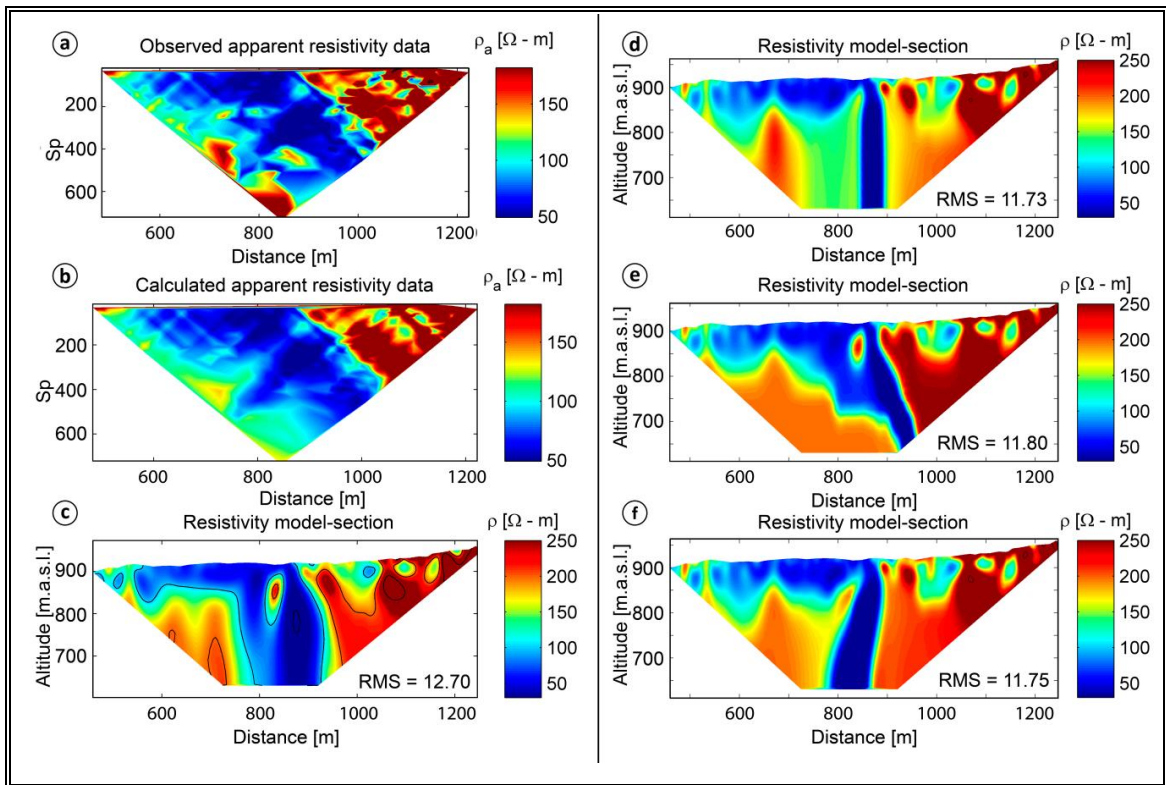 a
Observed apparent resistivity data
ρa [Ω - m]
Sp
200
400
600
600
800
1000
1200
Distance [m]
150
100
50
b
Calculated apparent resistivity data
ρa [Ω - m]
Sp
200
400
600
600
800
1000
1200
Distance [m]
150
100
50
c
Resistivity model-section
ρ [Ω - m]
Altitude [m.a.s.l.]
900
800
700
RMS = 12.70
600
800
1000
1200
Distance [m]
250
200
150
100
50
d
Resistivity model-section
ρ [Ω - m]
Altitude [m.a.s.l.]
900
800
700
RMS = 11.73
600
800
1000
1200
Distance [m]
250
200
150
100
50
e
Resistivity model-section
ρ [Ω - m]
Altitude [m.a.s.l.]
900
800
700
RMS = 11.80
600
800
1000
1200
Distance [m]
250
200
150
100
50
f
Resistivity model-section
ρ [Ω - m]
Altitude [m.a.s.l.]
900
800
700
RMS = 11.75
600
800
1000
1200
Distance [m]
250
200
150
100
50